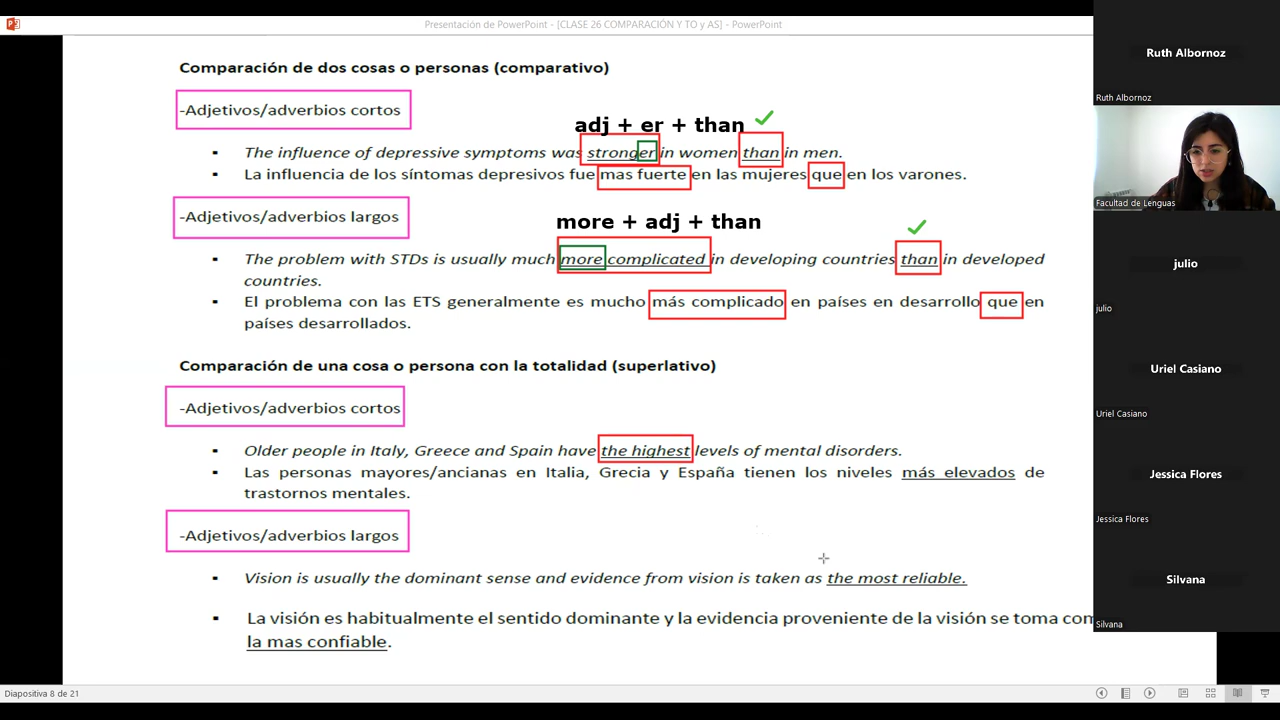 Presentación de PowerPoint - [CLASE 26 COMPARACIÓN Y TO y AS] - PowerPoint
Comparación de dos cosas o personas (comparativo)
-Adjetivos/adverbios cortos
adj + er + than
▪ The influence of depressive symptoms was stronger in women than in men.
▪ La influencia de los síntomas depresivos fue mas fuerte en las mujeres que en los varones.
-Adjetivos/adverbios largos
more + adj + than
▪ The problem with STDs is usually much more complicated in developing countries than in developed
countries.
▪ El problema con las ETS generalmente es mucho más complicado en países en desarrollo que en
países desarrollados.
Comparación de una cosa o persona con la totalidad (superlativo)
-Adjetivos/adverbios cortos
▪ Older people in Italy, Greece and Spain have the highest levels of mental disorders.
▪ Las personas mayores/ancianas en Italia, Grecia y España tienen los niveles más elevados de
trastornos mentales.
-Adjetivos/adverbios largos
▪ Vision is usually the dominant sense and evidence from vision is taken as the most reliable.
▪ La visión es habitualmente el sentido dominante y la evidencia proveniente de la visión se toma com
la mas confiable.
Diapositiva 8 de 21
Ruth Albornoz
Ruth Albornoz
Facultad de Lenguas
julio
julio
Uriel Casiano
Uriel Casiano
Jessica Flores
Jessica Flores
Silvana
Silvana